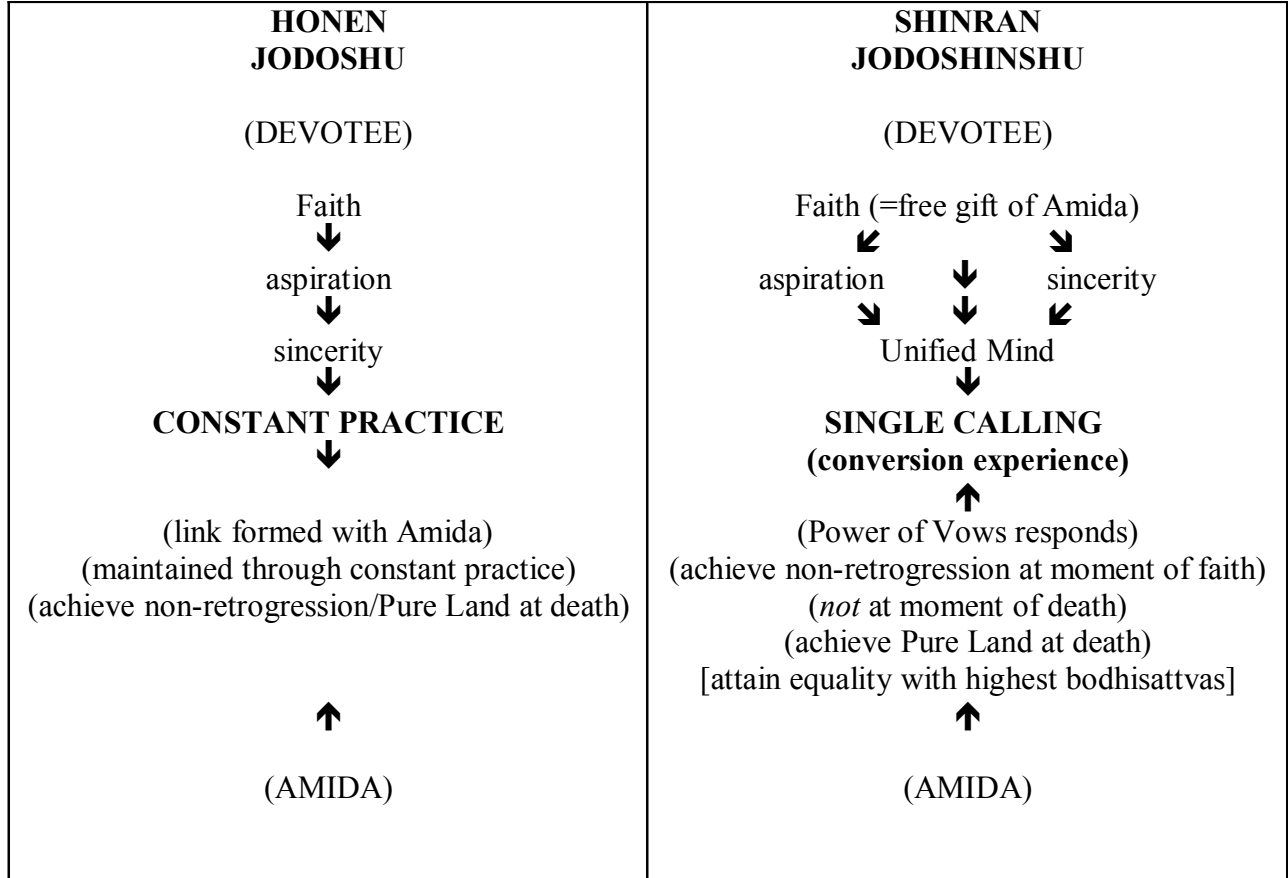 HONEN
JODOSHU
(DEVOTEE)
Faith
🡻
aspiration
🡻
sincerity
🡻
CONSTANT PRACTICE
🡻
(link formed with Amida)
(maintained through constant practice)
(achieve non-retrogression/Pure Land at death)
🡹
(AMIDA)
SHINRAN
JODOSHINSHU
(DEVOTEE)
Faith (=free gift of Amida)
🡿 🡾
aspiration 🡻 sincerity
🡾 🡻 🡿
Unified Mind
🡻
SINGLE CALLING
(conversion experience)
🡹
(Power of Vows responds)
(achieve non-retrogression at moment of faith)
(not at moment of death)
(achieve Pure Land at death)
[attain equality with highest bodhisattvas]
🡹
(AMIDA)